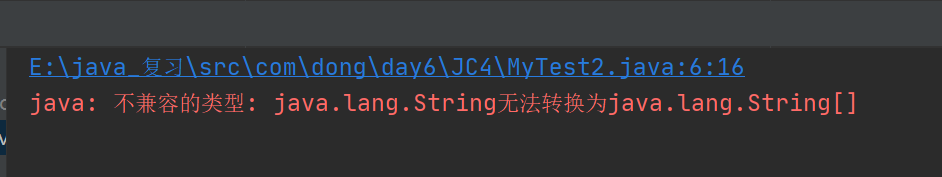 E:\java_复习\src\com\dong\day6\JC4\MyTest2.java:6:16
java: 不兼容的类型: java.lang.String无法转换为java.lang.String[]